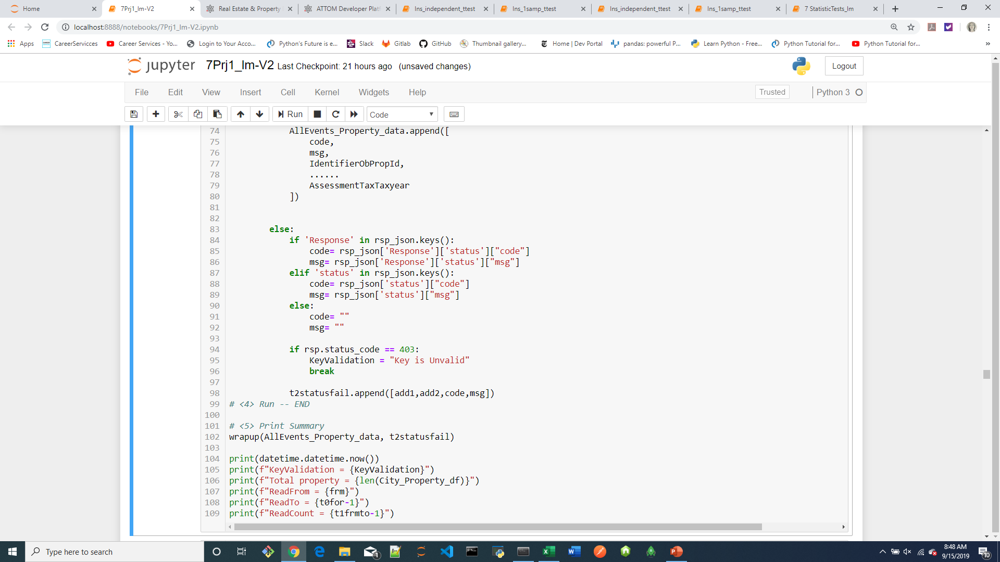 Home
7Prj1_lm-V2
Real Estate & Property
ATTOM Developer Platf
Ins_independent_ttest
Ins_1samp_ttest
Ins_independent_ttest
Ins_1samp_ttest
7 StatisticTests_lm
localhost:8888/notebooks/7Prj1_lm-V2.ipynb
Apps
CareerServicces
Career Services - Yo...
Login to Your Acco...
Python's Future is e...
Slack
Gitlab
GitHub
Thumbnail gallery...
Home | Dev Portal
pandas: powerful P...
Learn Python - Free...
Python Tutorial for...
Python Tutorial for...
jupyter 7Prj1_lm-V2 Last Checkpoint: 21 hours ago (unsaved changes)
Logout
File Edit View Insert Cell Kernel Widgets Help
Trusted
Python 3
Run
Code
74 AllEvents_Property_data.append([
75 code,
76 msg,
77 IdentifierObPropId,
78 ......
79 AssessmentTaxTaxyear
80 ])
81
82
83 else:
84 if 'Response' in rsp_json.keys():
85 code= rsp_json['Response']['status']["code"]
86 msg= rsp_json['Response']['status']["msg"]
87 elif 'status' in rsp_json.keys():
88 code= rsp_json['status']["code"]
89 msg= rsp_json['status']["msg"]
90 else:
91 code= ""
92 msg= ""
93
94 if rsp.status_code == 403:
95 KeyValidation = "Key is Unvalid"
96 break
97
98 t2statusfail.append([add1,add2,code,msg])
99 # <4> Run -- END
100
101 # <5> Print Summary
102 wrapup(AllEvents_Property_data, t2statusfail)
103
104 print(datetime.datetime.now())
105 print(f"KeyValidation = {KeyValidation}")
106 print(f"Total property = {len(City_Property_df)}")
107 print(f"ReadFrom = {frm}")
108 print(f"ReadTo = {t0for-1}")
109 print(f"ReadCount = {t1frmto-1}")
Type here to search
1
8:48 AM
9/15/2019
10